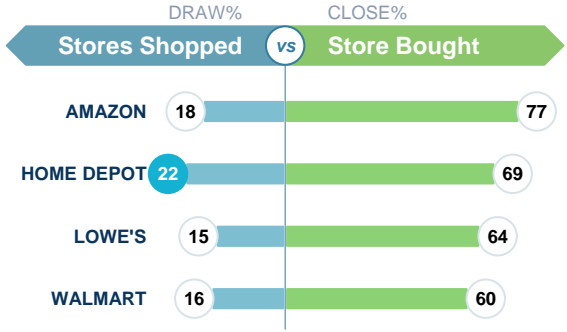 DRAW% CLOSE%
Stores Shopped vs Store Bought
AMAZON 18 77
HOME DEPOT 22 69
LOWE'S 15 64
WALMART 16 60